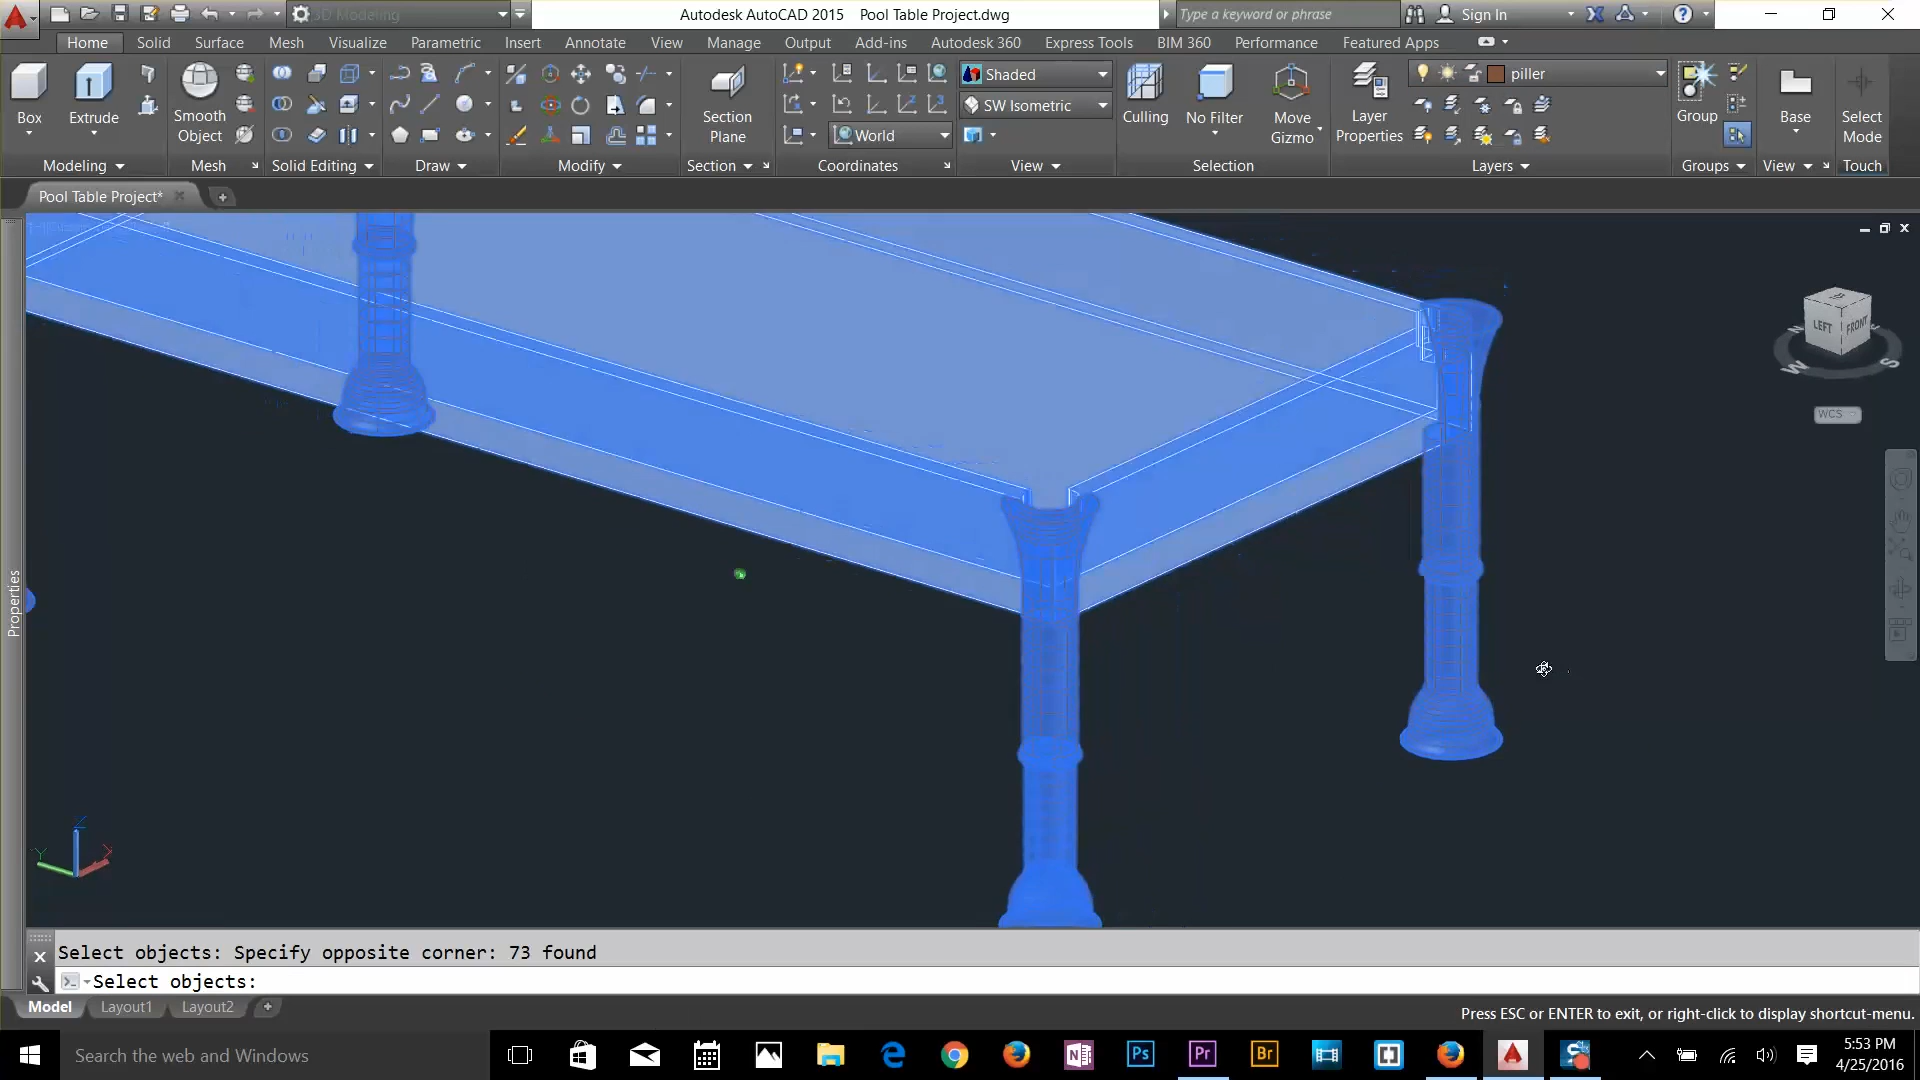 3D Modeling
Autodesk AutoCAD 2015 Pool Table Project.dwg
Type a keyword or phrase
Sign In
Home Solid Surface Mesh Visualize Parametric Insert Annotate View Manage Output Add-ins Autodesk 360 Express Tools BIM 360 Performance Featured Apps
Box
Extrude
Smooth
Object
Section
Plane
World
Shaded
SW Isometric
Culling
No Filter
Move
Gizmo
Layer
Properties
piller
Group
Base
Select
Mode
Modeling
Mesh
Solid Editing
Draw
Modify
Section
Coordinates
View
Selection
Layers
Groups
View
Touch
Pool Table Project*
LEFT
FRONT
W
S
WCS
Properties
Z
Y
X
Select objects: Specify opposite corner: 73 found
Select objects:
Model Layout1 Layout2
Press ESC or ENTER to exit, or right-click to display shortcut-menu.
Search the web and Windows
5:53 PM
4/25/2016